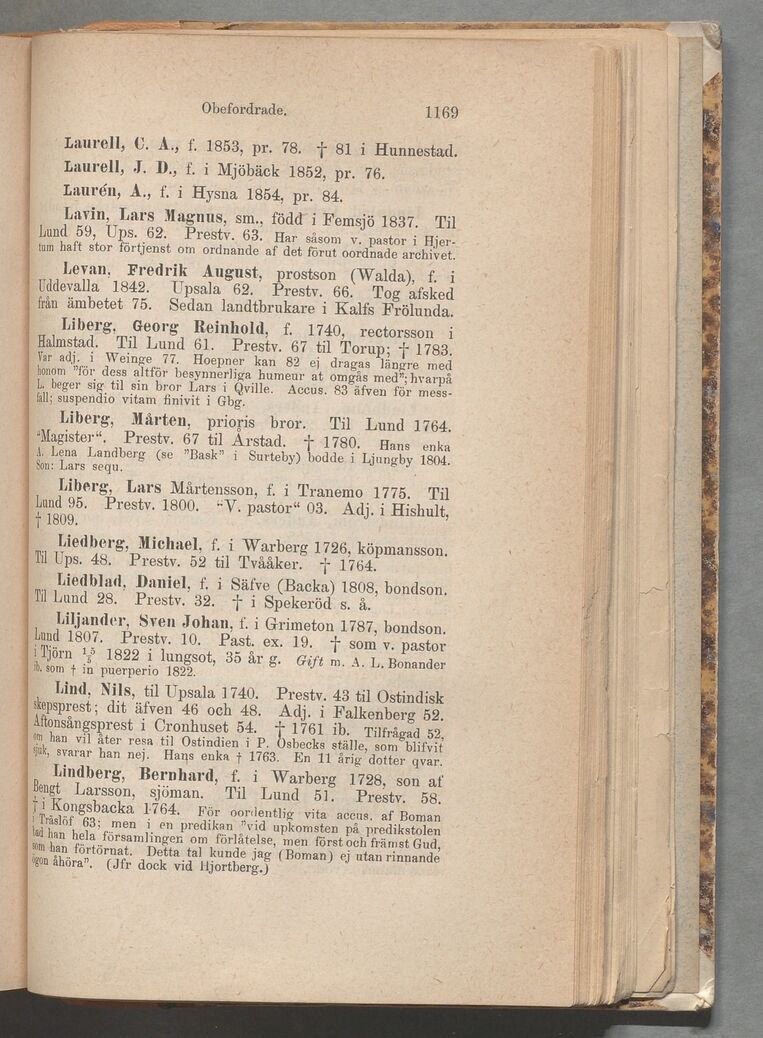 Obefordrade. 1169
Laurell, C. A., f. 1853, pr. 78. † 81 i Hunnestad.
Laurell, J. D., f. i Mjöbäck 1852, pr. 76.
Laurén, A., f. i Hysna 1854, pr. 84.
Lavin, Lars Magnus, sm., född i Femsjö 1837. Til
Lund 59, Ups. 62. Prestv. 63. Har såsom v. pastor i Hjer-
tum haft stor förtjenst om ordnande af det förut oordnade archivet.
Levan, Fredrik August, prostson (Walda), f. i
Uddevalla 1842. Upsala 62. Prestv. 66. Tog afsked
från ämbetet 75. Sedan landtbrukare i Kalfs Frölunda.
Liberg, Georg Reinhold, f. 1740, rectorsson i
Halmstad. Til Lund 61. Prestv. 67 til Torup; † 1783.
Var adj. i Weinge 77. Hoepner kan 82 ej dragas längre med
honom "för dess altför besynnerliga humeur at omgås med"; hvarpå
L. beger sig til sin bror Lars i Qville. Accus. 83 äfven för mess-
fall; suspendio vitam finivit i Gbg.
Liberg, Mårten, prioris bror. Til Lund 1764.
"Magister“. Prestv. 67 til Årstad. † 1780. Hans enka
A. Lena Landberg (se "Bask" i Surteby) bodde i Ljungby 1804.
Son: Lars sequ.
Liberg, Lars Mårtensson, f. i Tranemo 1775. Til
Lund 95. Prestv. 1800. "V. pastor“ 03. Adj. i Hishult,
† 1809.
Liedberg, Michael, f. i Warberg 1726, köpmansson.
Til Ups. 48. Prestv. 52 til Tvååker. † 1764.
Liedblad, Daniel, f. i Säfve (Backa) 1808, bondson.
Til Lund 28. Prestv. 32. † i Spekeröd s. å.
Liljander, Sven Johan, f. i Grimeton 1787, bondson.
Lund 1807. Prestv. 10. Past. ex. 19. † som v. pastor
i Tjörn 15/5 1822 i lungsot, 35 år g. Gift m. A. L. Bonander
ib. som † in puerperio 1822.
Lind, Nils, til Upsala 1740. Prestv. 43 til Ostindisk
skepsprest; dit äfven 46 och 48. Adj. i Falkenberg 52.
Aftonsångsprest i Cronhuset 54. † 1761 ib. Tilfrågad 52,
om han vil åter resa til Ostindien i P. Osbecks ställe, som blifvit
sjuk, svarar han nej. Hans enka † 1763. En 11 årig dotter qvar.
Lindberg, Bernhard, f. i Warberg 1728, son af
Bengt Larsson, sjöman. Til Lund 51. Prestv. 58.
† i Kongsbacka 1764. För oordentlig vita accus. af Boman
i Träslöf 63; men i en predikan "vid upkomsten på predikstolen
bad han hela församlingen om förlåtelse, men först och främst Gud,
som han förtörnat. Detta tal kunde jag (Boman) ej utan rinnande
ögon åhöra". (Jfr dock vid Hjortberg.)